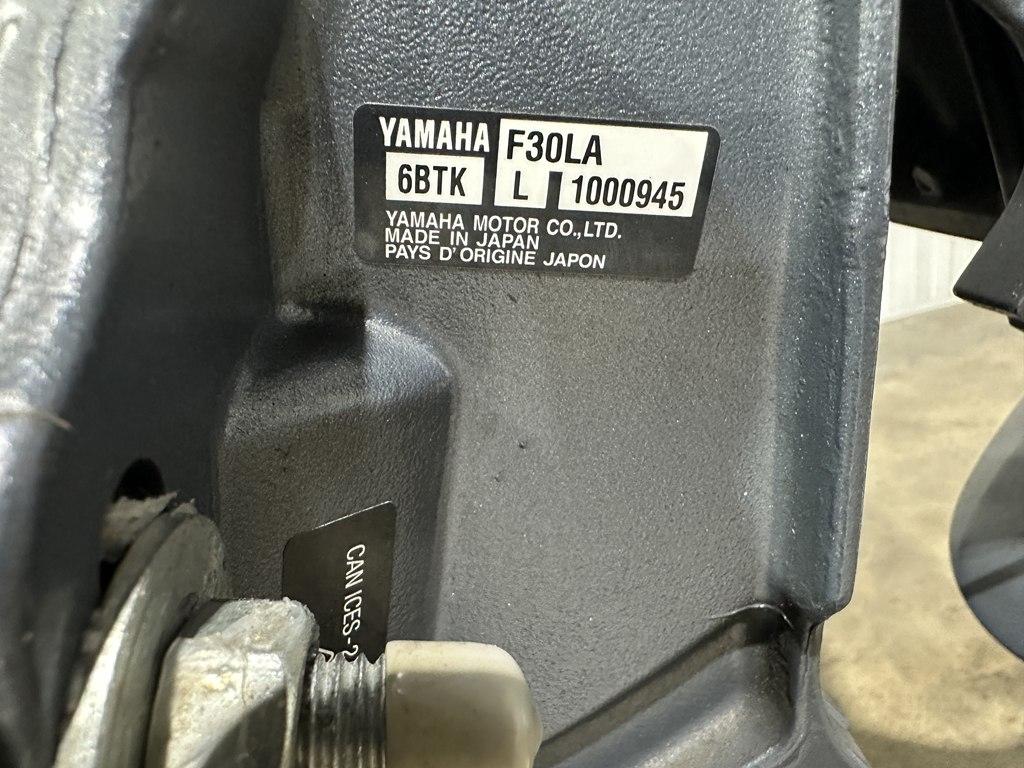 YAMAHA F30LA
6BTK L 1000945
YAMAHA MOTOR CO.,LTD.
MADE IN JAPAN
PAYS D'ORIGINE JAPON
CAN ICES-2